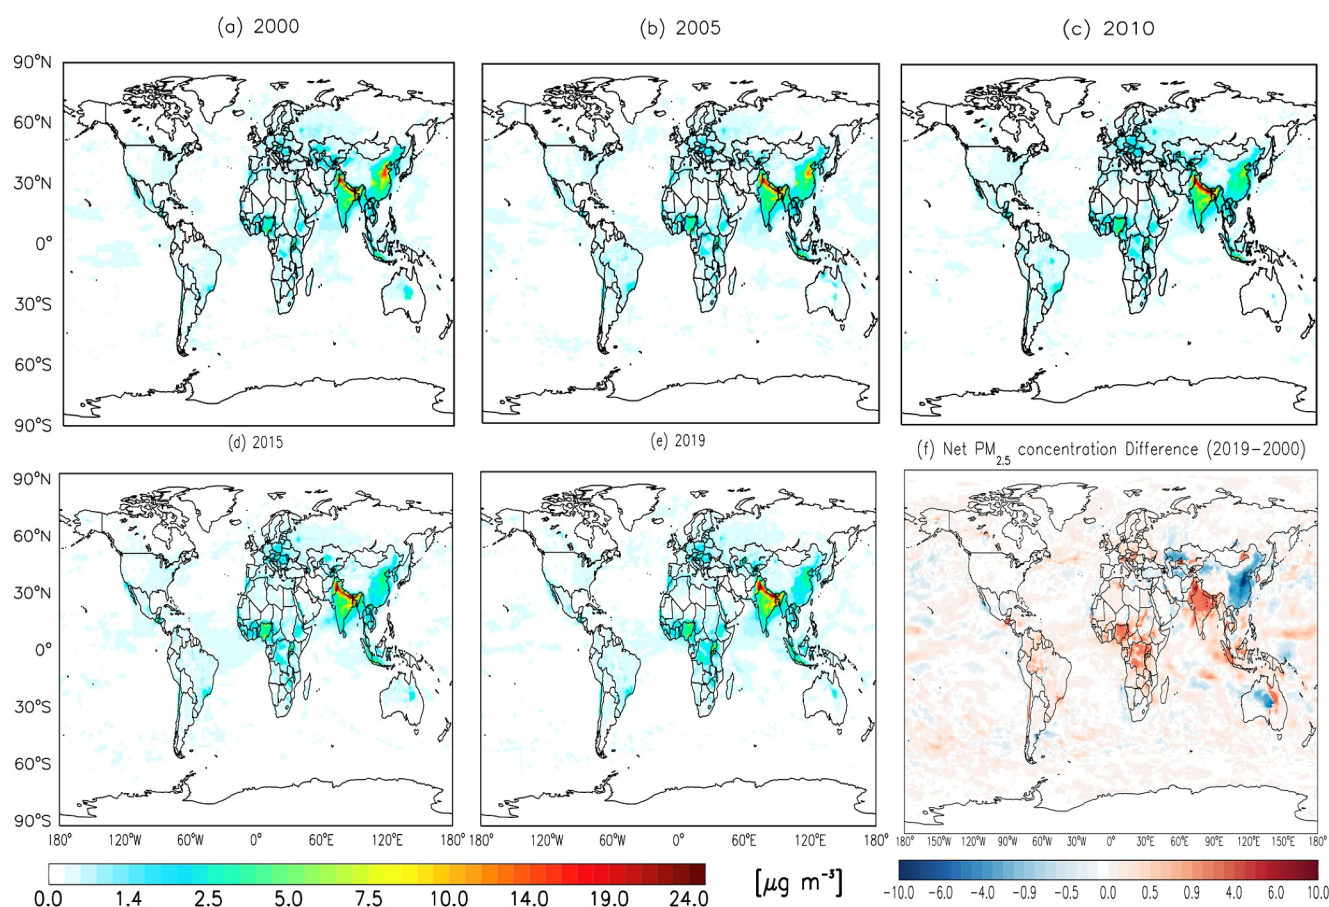 (a) 2000 (b) 2005 (c) 2010
90°N
60°N
30°N
0°
30°S
60°S
90°S
(d) 2015 (e) 2019 (f) Net PM2.5 concentration Difference (2019−2000)
90°N
60°N
30°N
0°
30°S
60°S
90°S
180° 120°W 60°W 0° 60°E 120°E 180° 180° 120°W 60°W 0° 60°E 120°E 180° 180° 150°W 120°W 90°W 60°W 30°W 0° 30°E 60°E 90°E 120°E 150°E 180°
0.0 1.4 2.5 5.0 7.5 10.0 14.0 19.0 24.0 [μg m⁻³] −10.0 −6.0 −4.0 −0.9 −0.5 0.0 0.5 0.9 4.0 6.0 10.0